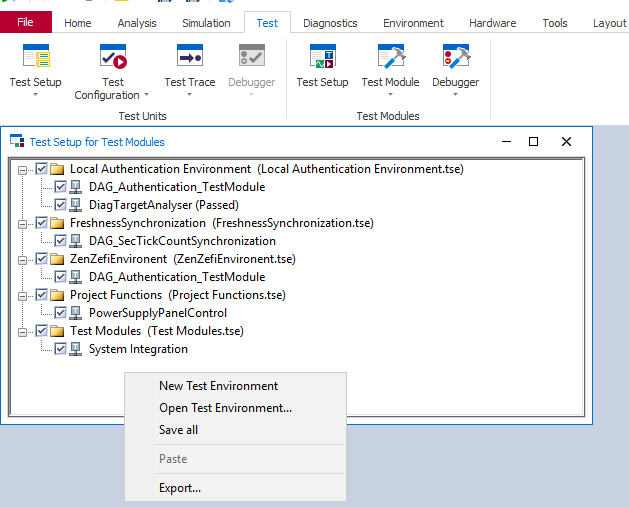 File Home Analysis Simulation Test Diagnostics Environment Hardware Tools Layout
Test Setup Test Configuration Test Trace Debugger Test Setup Test Module Debugger
Test Units Test Modules
Test Setup for Test Modules
Local Authentication Environment (Local Authentication Environment.tse)
DAG_Authentication_TestModule
DiagTargetAnalyser (Passed)
FreshnessSynchronization (FreshnessSynchronization.tse)
DAG_SecTickCountSynchronization
ZenZefiEnvironent (ZenZefiEnvironent.tse)
DAG_Authentication_TestModule
Project Functions (Project Functions.tse)
PowerSupplyPanelControl
Test Modules (Test Modules.tse)
System Integration
New Test Environment
Open Test Environment...
Save all
Paste
Export...